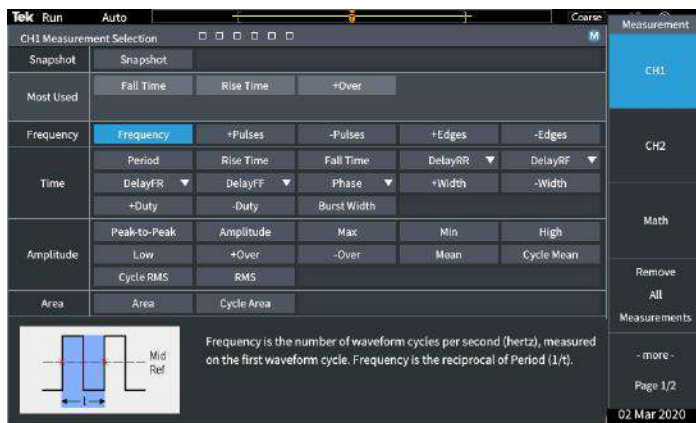 Tek Run Auto Coarse
Measurement
CH1 Measurement Selection M
Snapshot Snapshot
CH1
Most Used Fall Time Rise Time +Over
Frequency Frequency +Pulses -Pulses +Edges -Edges
CH2
Time Period Rise Time Fall Time DelayRR DelayRF
DelayFR DelayFF Phase +Width -Width
+Duty -Duty Burst Width
Math
Amplitude Peak-to-Peak Amplitude Max Min High
Low +Over -Over Mean Cycle Mean
Cycle RMS RMS
Remove
All
Measurements
Area Area Cycle Area
Frequency is the number of waveform cycles per second (hertz), measured
on the first waveform cycle. Frequency is the reciprocal of Period (1/t).
Mid
Ref
t
- more -
Page 1/2
02 Mar 2020